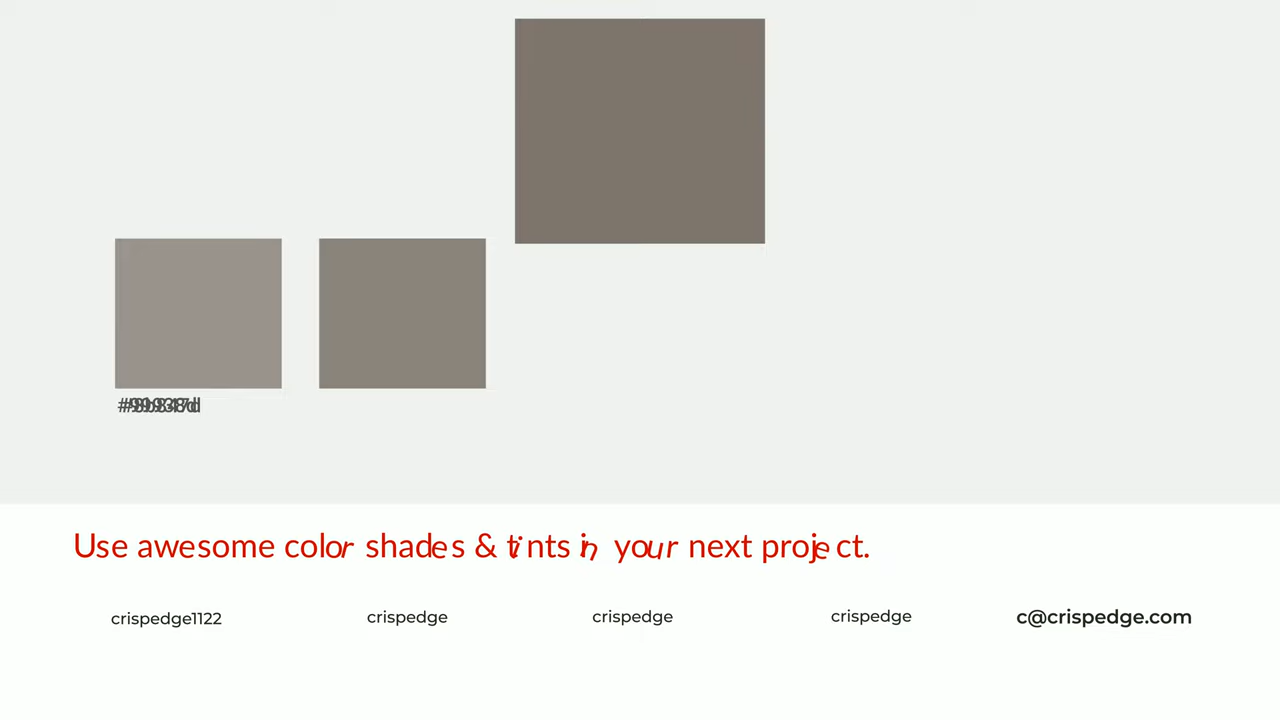 Use awesome color shades & tints in your next project.
crispedge1122 crispedge crispedge crispedge c@crispedge.com